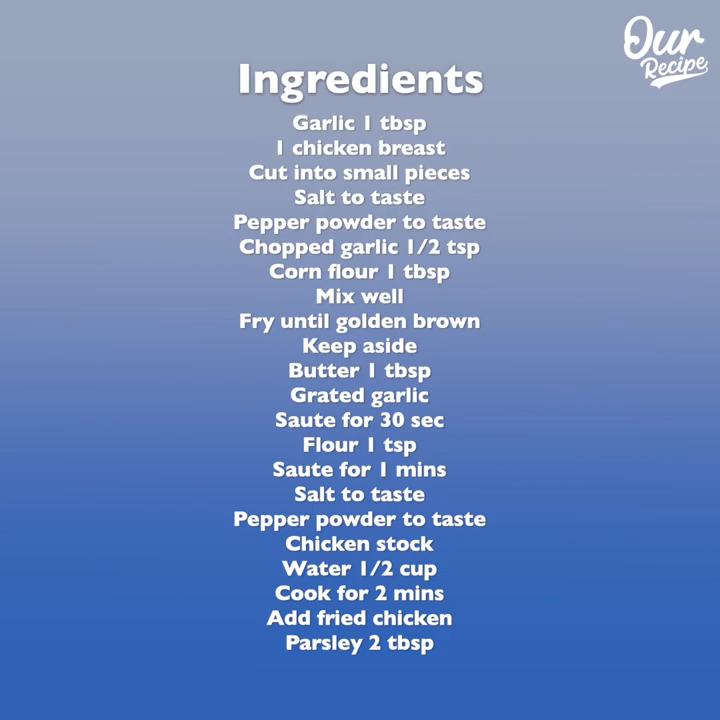 Our
Recipe
Ingredients
Garlic 1 tbsp
1 chicken breast
Cut into small pieces
Salt to taste
Pepper powder to taste
Chopped garlic 1/2 tsp
Corn flour 1 tbsp
Mix well
Fry until golden brown
Keep aside
Butter 1 tbsp
Grated garlic
Saute for 30 sec
Flour 1 tsp
Saute for 1 mins
Salt to taste
Pepper powder to taste
Chicken stock
Water 1/2 cup
Cook for 2 mins
Add fried chicken
Parsley 2 tbsp